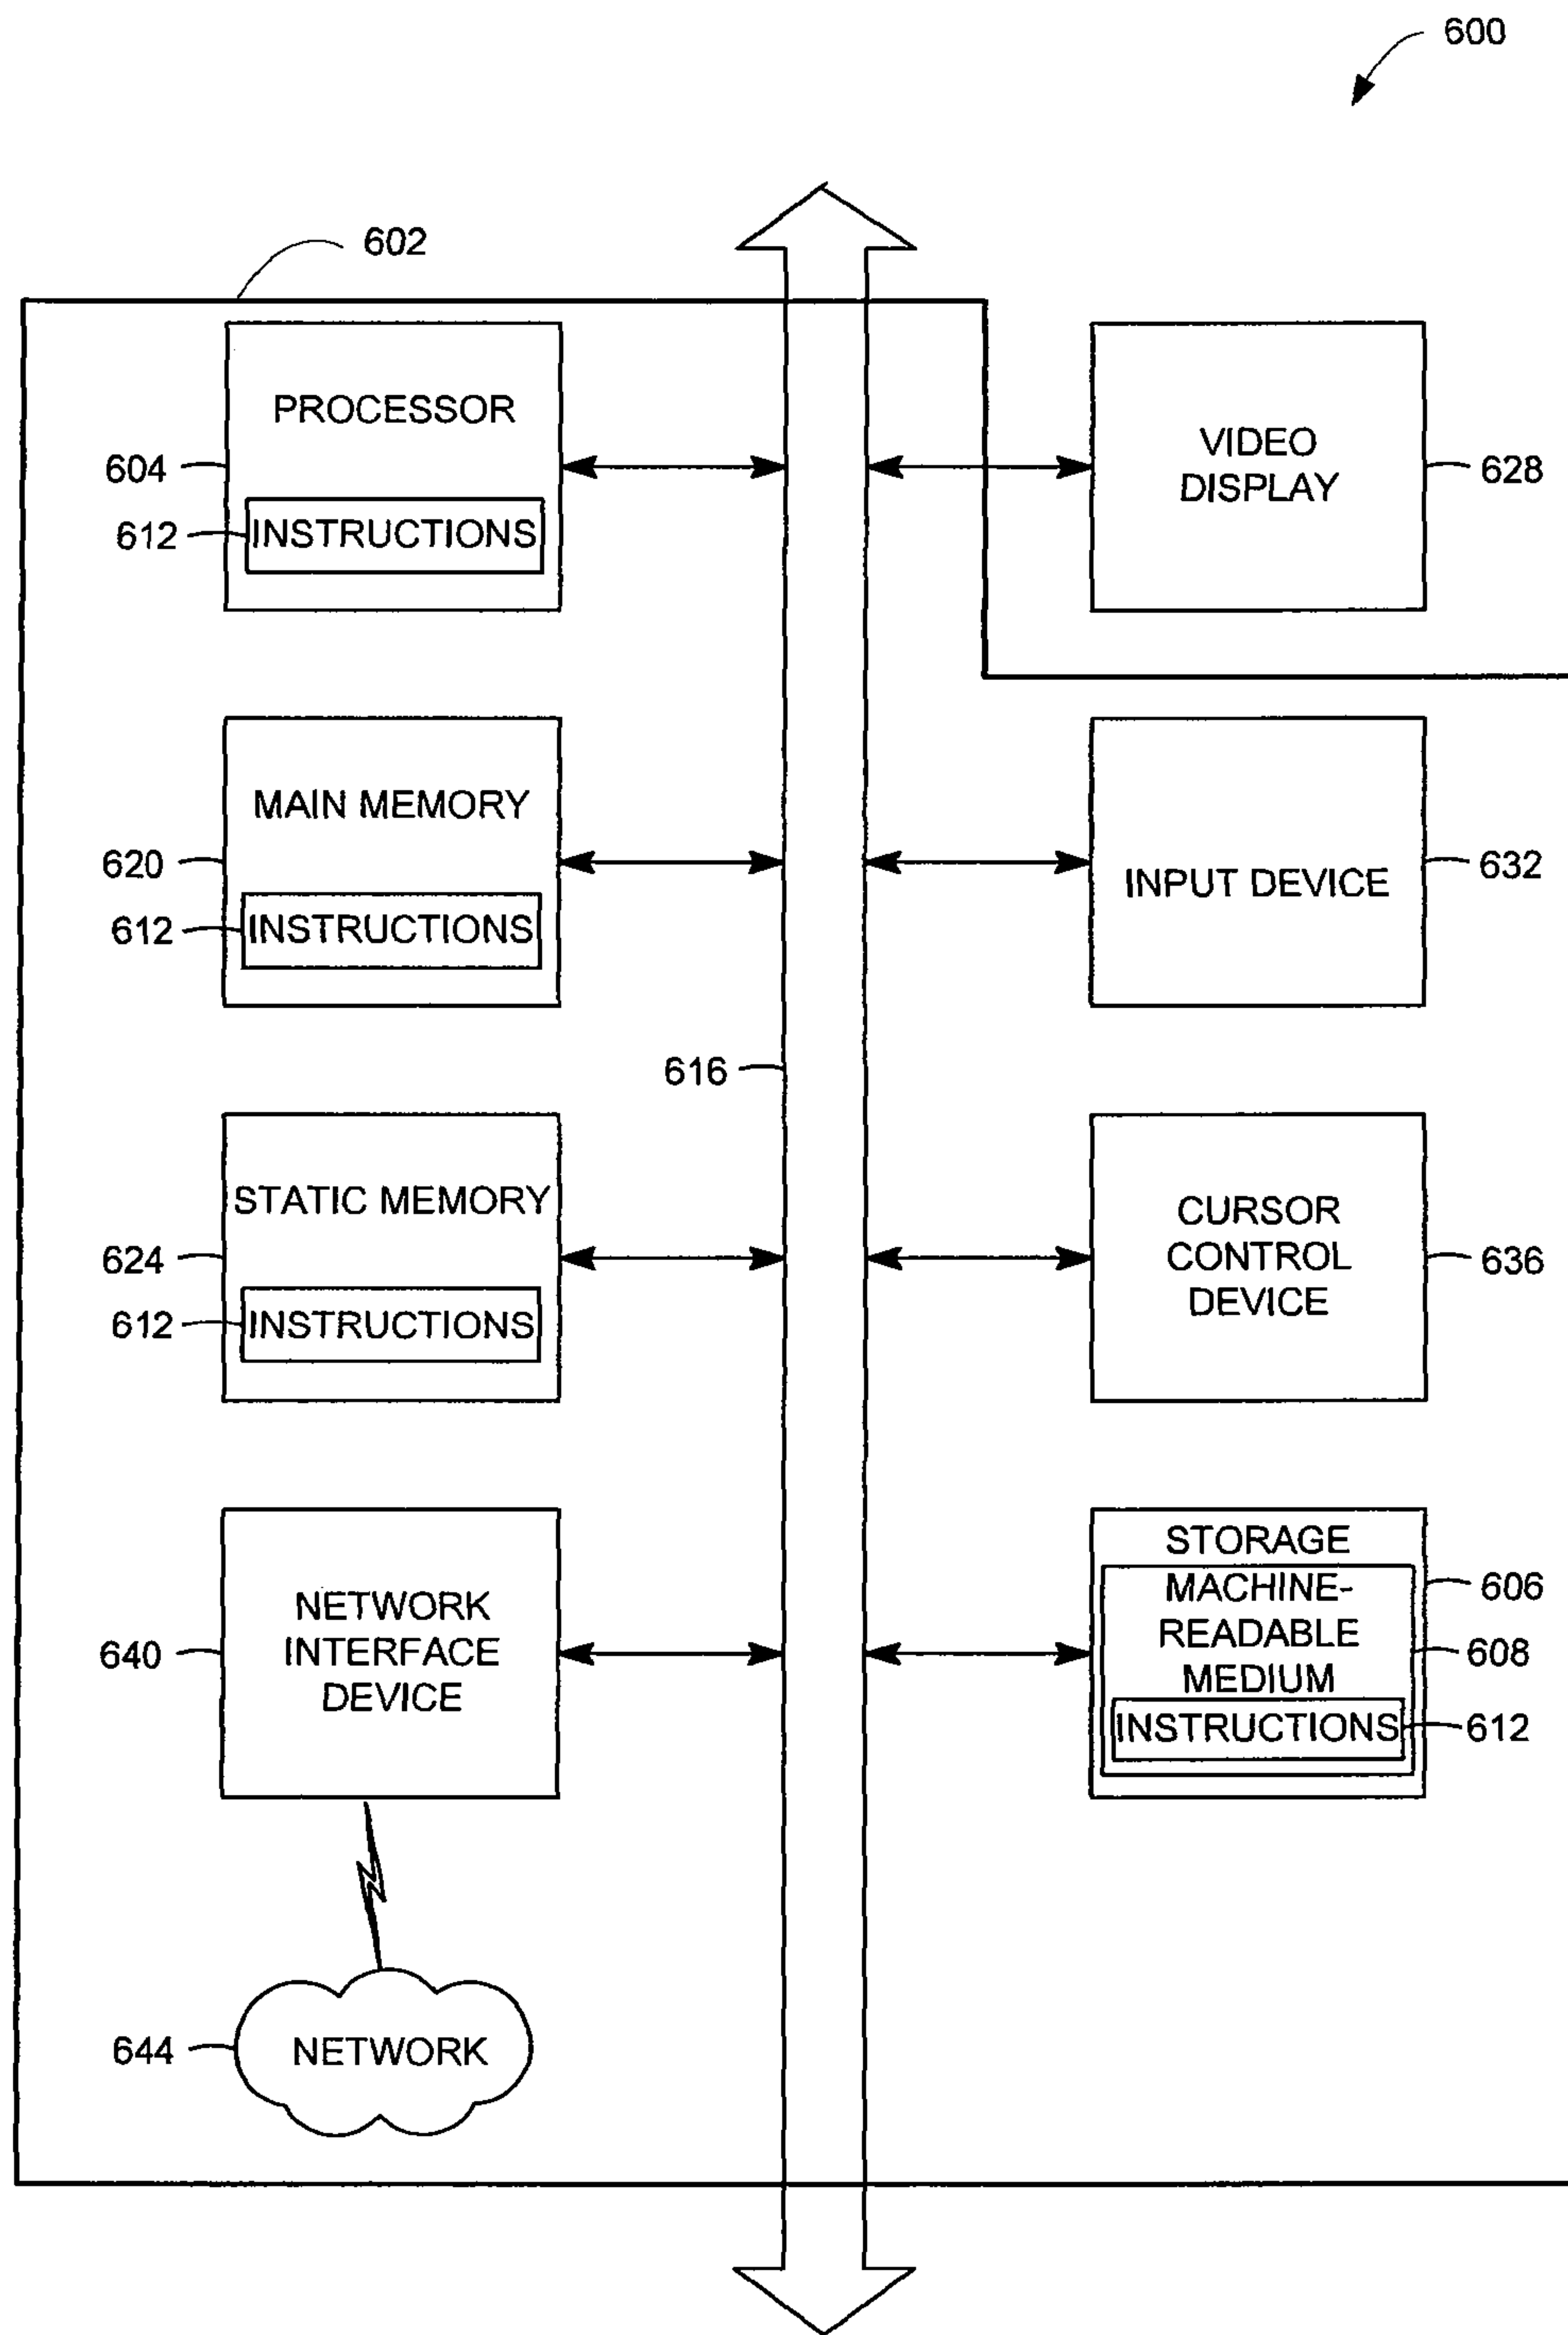 600
602
PROCESSOR
604
612
INSTRUCTIONS
VIDEO
DISPLAY
628
MAIN MEMORY
620
612
INSTRUCTIONS
INPUT DEVICE
632
616
STATIC MEMORY
624
612
INSTRUCTIONS
CURSOR
CONTROL
DEVICE
636
NETWORK
INTERFACE
DEVICE
640
STORAGE
606
MACHINE-
READABLE
MEDIUM
608
INSTRUCTIONS
612
644
NETWORK